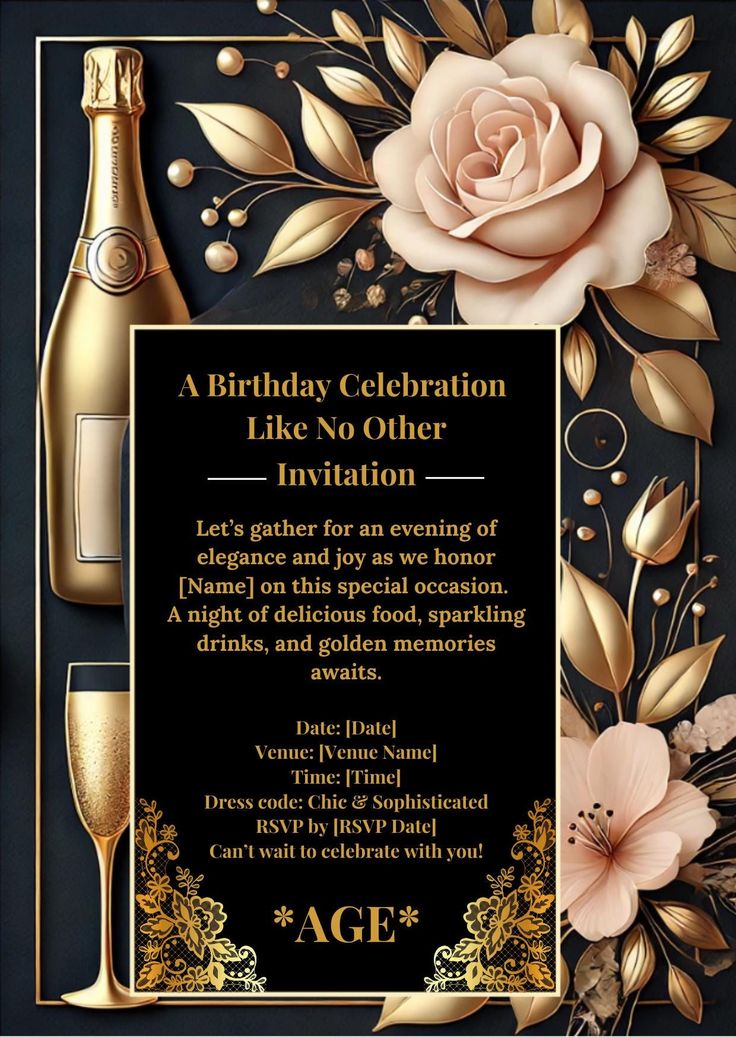 A Birthday Celebration
Like No Other
Invitation
Let’s gather for an evening of
elegance and joy as we honor
[Name] on this special occasion.
A night of delicious food, sparkling
drinks, and golden memories
awaits.
Date: [Date]
Venue: [Venue Name]
Time: [Time]
Dress code: Chic & Sophisticated
RSVP by [RSVP Date]
Can’t wait to celebrate with you!
*AGE*